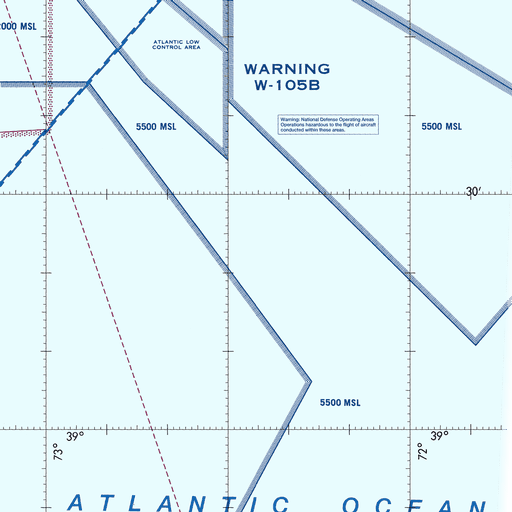 2000 MSL
ATLANTIC LOW
CONTROL AREA
WARNING
W-105B
Warning: National Defense Operating Areas
Operations hazardous to the flight of aircraft
conducted within these areas.
5500 MSL
5500 MSL
30'
5500 MSL
39°
73°
39°
72°
ATLANTIC OCEAN